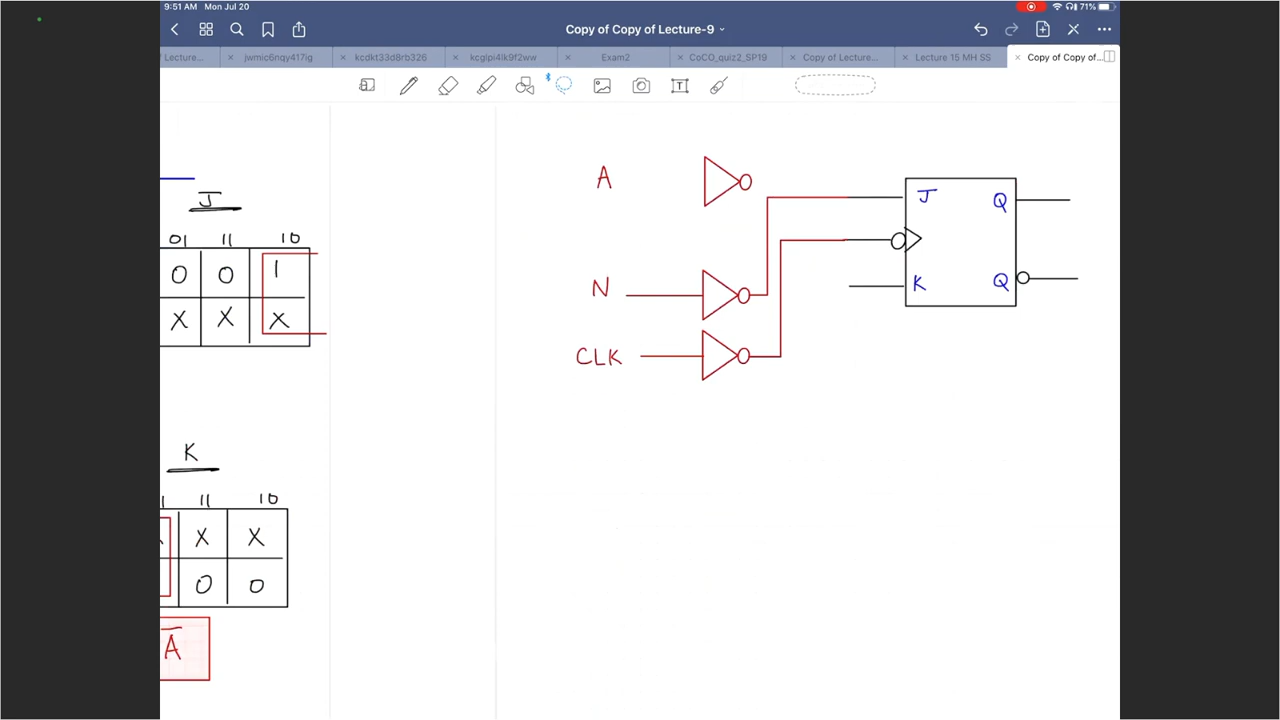 9:51 AM Mon Jul 20
71%
Copy of Copy of Lecture-9
Lecture...
jwmic6nqy417ig
kcdkt33d8rb326
kcglpi4lk9f2ww
Exam2
CoCO_quiz2_SP19
Copy of Lecture...
Lecture 15 MH SS
Copy of Copy of...
J
01 11 10
0 0 1
X X X
K
11 10
X X
0 0
A̅
A
N
CLK
J Q
K Q